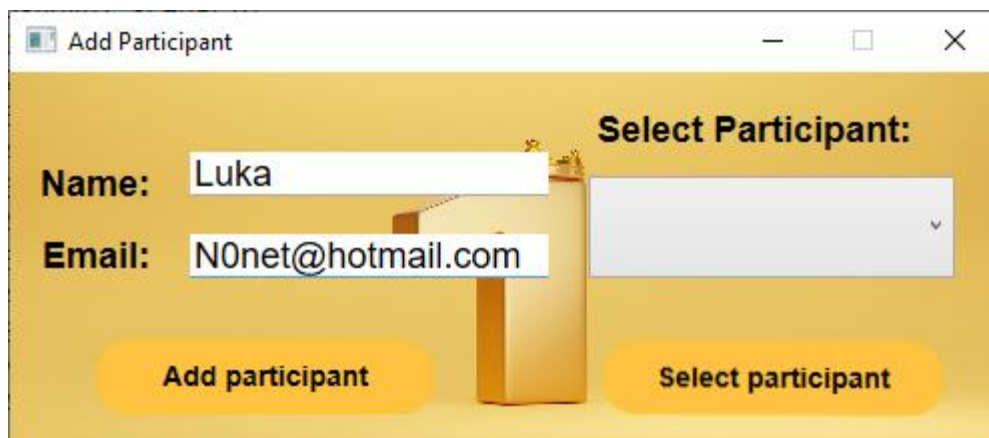 Add Participant
Select Participant:
Name: Luka
Email: N0net@hotmail.com
Add participant
Select participant